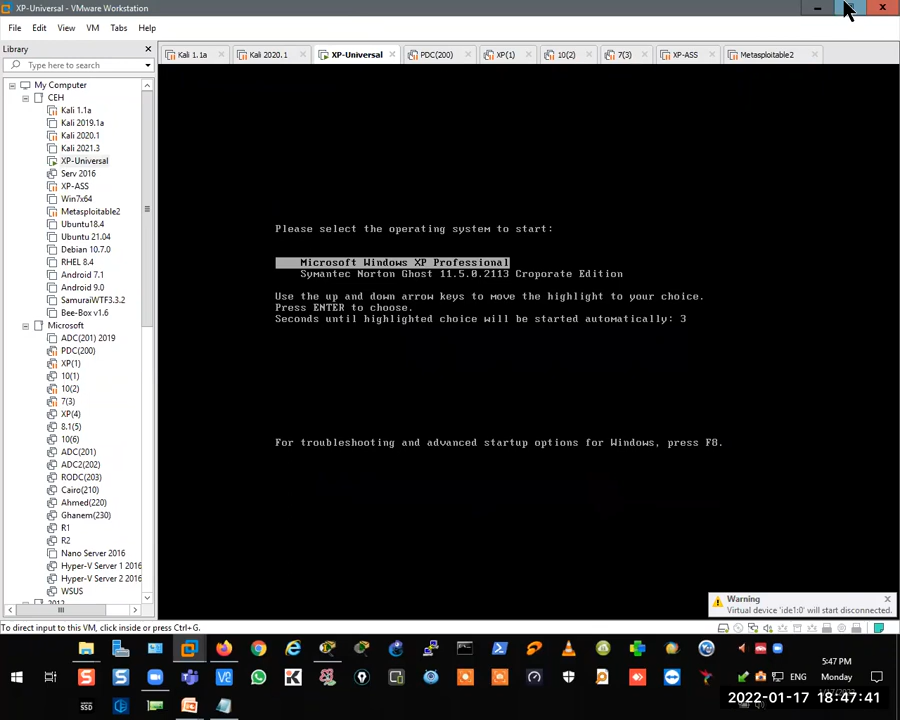 XP-Universal - VMware Workstation
File Edit View VM Tabs Help
Library
Type here to search
My Computer
CEH
Kali 1.1a
Kali 2019.1a
Kali 2020.1
Kali 2021.3
XP-Universal
Serv 2016
XP-ASS
Win7x64
Metasploitable2
Ubuntu18.4
Ubuntu 21.04
Debian 10.7.0
RHEL 8.4
Android 7.1
Android 9.0
SamuraiWTF3.3.2
Bee-Box v1.6
Microsoft
ADC(201) 2019
PDC(200)
XP(1)
10(1)
10(2)
7(3)
XP(4)
8.1(5)
10(6)
ADC(201)
ADC2(202)
RODC(203)
Cairo(210)
Ahmed(220)
Ghanem(230)
R1
R2
Nano Server 2016
Hyper-V Server 1 2016
Hyper-V Server 2 2016
WSUS
2012
Kali 1.1a Kali 2020.1 XP-Universal PDC(200) XP(1) 10(2) 7(3) XP-ASS Metasploitable2
Please select the operating system to start:
Microsoft Windows XP Professional
Symantec Norton Ghost 11.5.0.2113 Croporate Edition
Use the up and down arrow keys to move the highlight to your choice.
Press ENTER to choose.
Seconds until highlighted choice will be started automatically: 3
For troubleshooting and advanced startup options for Windows, press F8.
Warning
Virtual device 'ide1:0' will start disconnected.
To direct input to this VM, click inside or press Ctrl+G.
5:47 PM
ENG Monday
2022-01-17 18:47:41
SSD